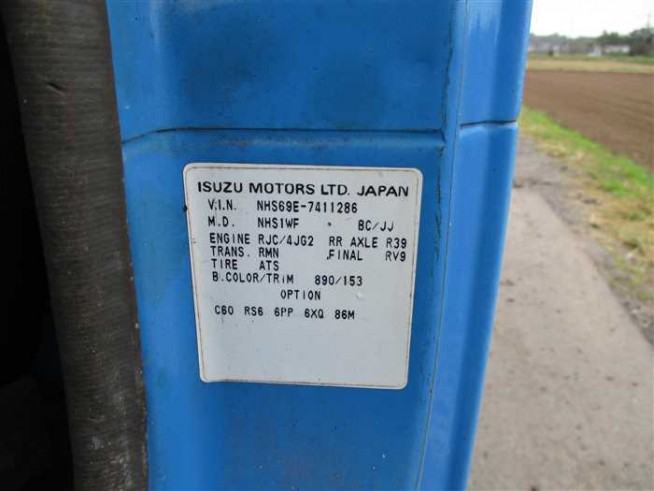 ISUZU MOTORS LTD. JAPAN
V.I.N. NHS69E-7411286
M.D. NHS1WF BC/JJ
ENGINE RJC/4JG2 RR AXLE R39
TRANS. RMN FINAL RV9
TIRE ATS
B.COLOR/TRIM 890/153
OPTION
C60 RS6 6PP 6XQ 86M